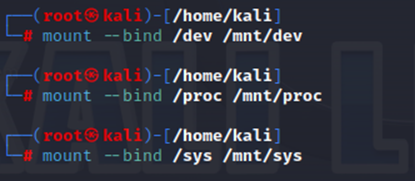 ┌──(root㉿kali)-[/home/kali]
└─# mount --bind /dev /mnt/dev
┌──(root㉿kali)-[/home/kali]
└─# mount --bind /proc /mnt/proc
┌──(root㉿kali)-[/home/kali]
└─# mount --bind /sys /mnt/sys